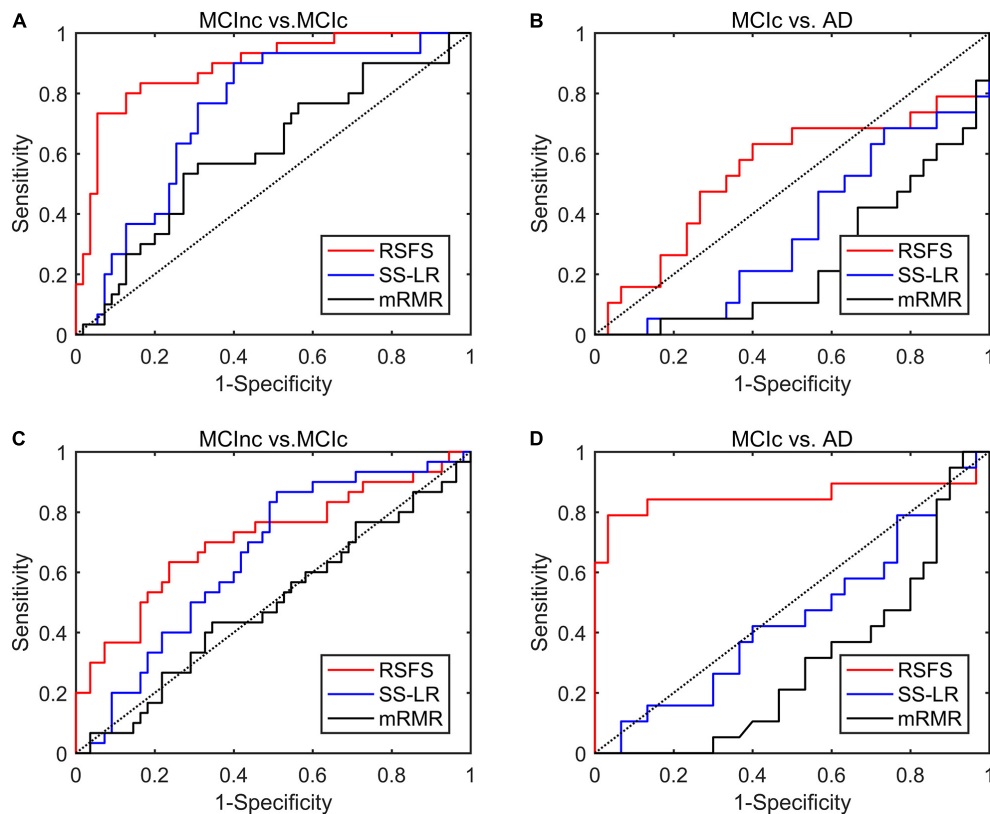 A
MCInc vs.MCIc
1
0.8
0.6
0.4
0.2
0
Sensitivity
RSFS
SS-LR
mRMR
0
0.2
0.4
0.6
0.8
1
1-Specificity
B
MCIc vs. AD
1
0.8
0.6
0.4
0.2
0
Sensitivity
RSFS
SS-LR
mRMR
0
0.2
0.4
0.6
0.8
1
1-Specificity
C
MCInc vs.MCIc
1
0.8
0.6
0.4
0.2
0
Sensitivity
RSFS
SS-LR
mRMR
0
0.2
0.4
0.6
0.8
1
1-Specificity
D
MCIc vs. AD
1
0.8
0.6
0.4
0.2
0
Sensitivity
RSFS
SS-LR
mRMR
0
0.2
0.4
0.6
0.8
1
1-Specificity